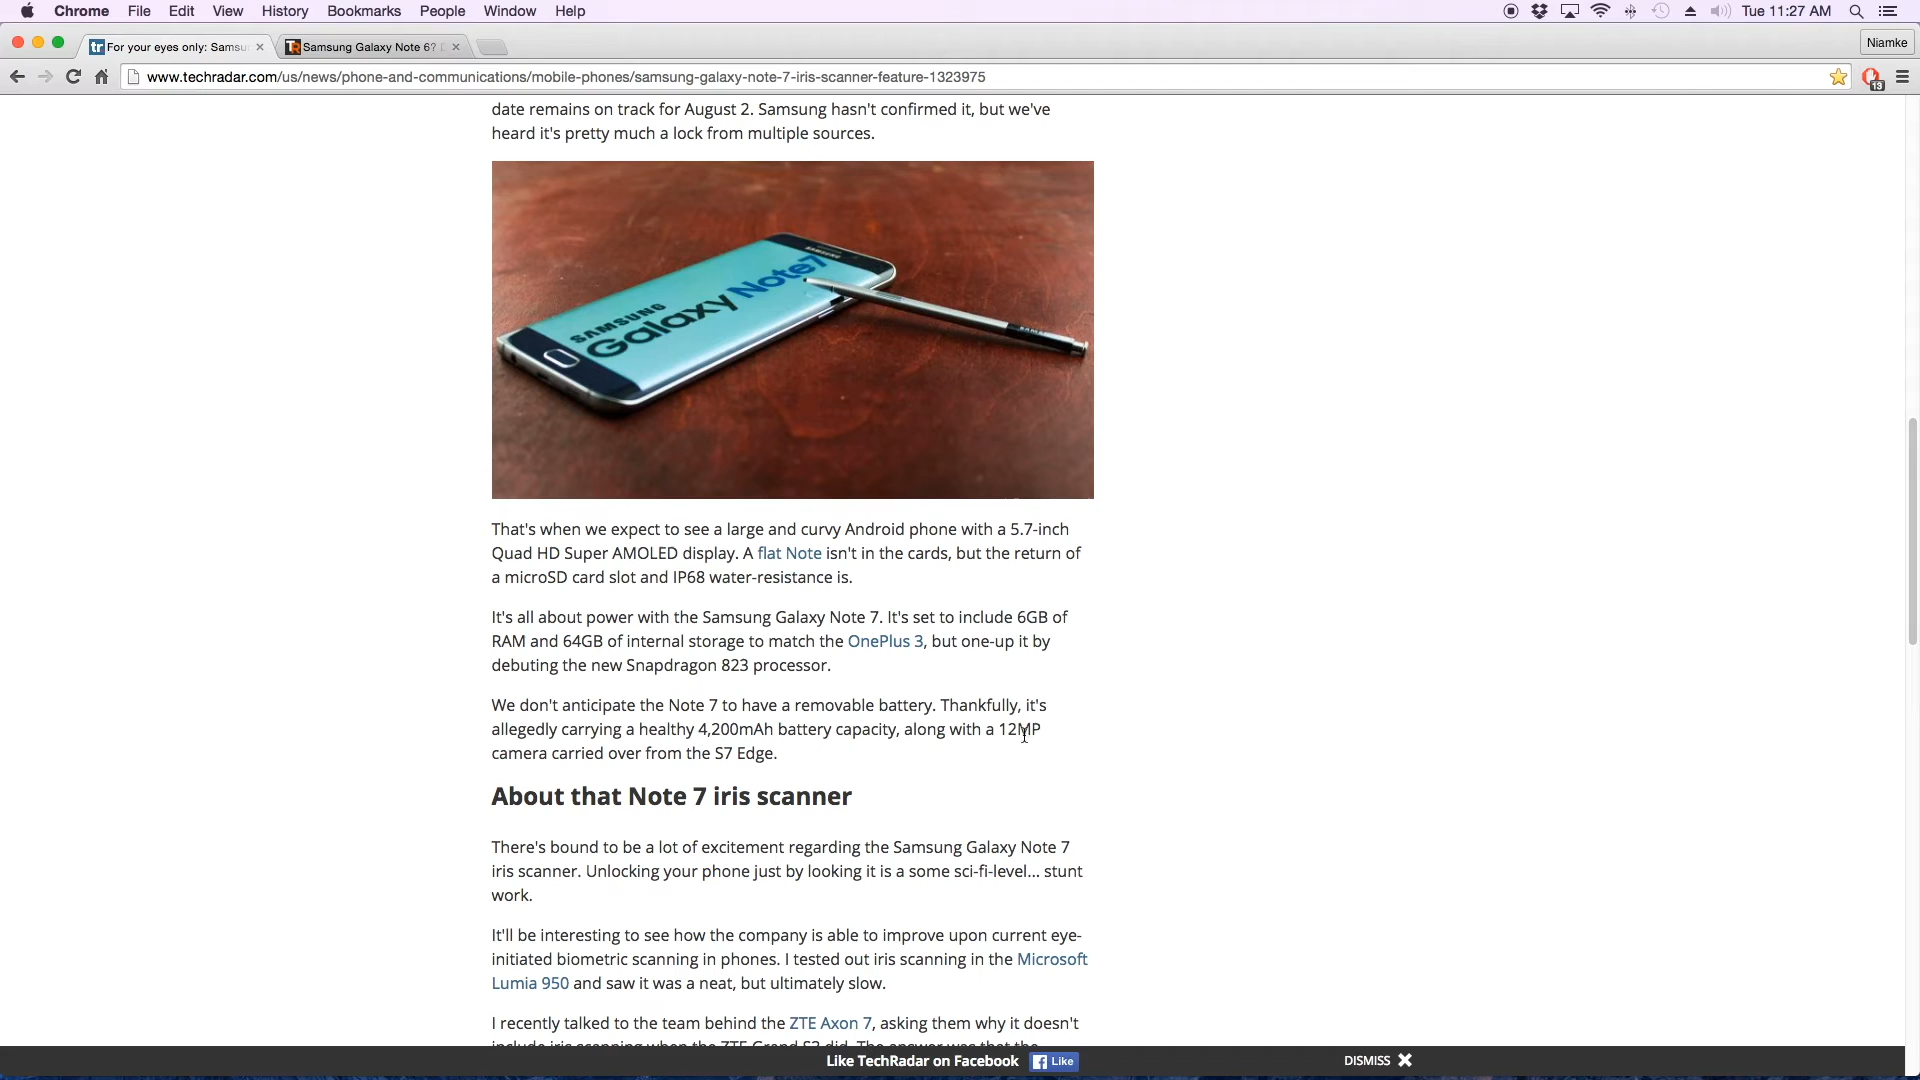 Chrome File Edit View History Bookmarks People Window Help Tue 11:27 AM
For your eyes only: Samsu
Samsung Galaxy Note 6?
Niamke
www.techradar.com/us/news/phone-and-communications/mobile-phones/samsung-galaxy-note-7-iris-scanner-feature-1323975
13
date remains on track for August 2. Samsung hasn't confirmed it, but we've
heard it's pretty much a lock from multiple sources.
SAMSUNG
Galaxy Note7
That's when we expect to see a large and curvy Android phone with a 5.7-inch
Quad HD Super AMOLED display. A flat Note isn't in the cards, but the return of
a microSD card slot and IP68 water-resistance is.
It's all about power with the Samsung Galaxy Note 7. It's set to include 6GB of
RAM and 64GB of internal storage to match the OnePlus 3, but one-up it by
debuting the new Snapdragon 823 processor.
We don't anticipate the Note 7 to have a removable battery. Thankfully, it's
allegedly carrying a healthy 4,200mAh battery capacity, along with a 12MP
camera carried over from the S7 Edge.
About that Note 7 iris scanner
There's bound to be a lot of excitement regarding the Samsung Galaxy Note 7
iris scanner. Unlocking your phone just by looking it is a some sci-fi-level... stunt
work.
It'll be interesting to see how the company is able to improve upon current eye-
initiated biometric scanning in phones. I tested out iris scanning in the Microsoft
Lumia 950 and saw it was a neat, but ultimately slow.
I recently talked to the team behind the ZTE Axon 7, asking them why it doesn't
include iris scanning when the ZTE Grand S3 did. The answer was that the
Like TechRadar on Facebook Like DISMISS